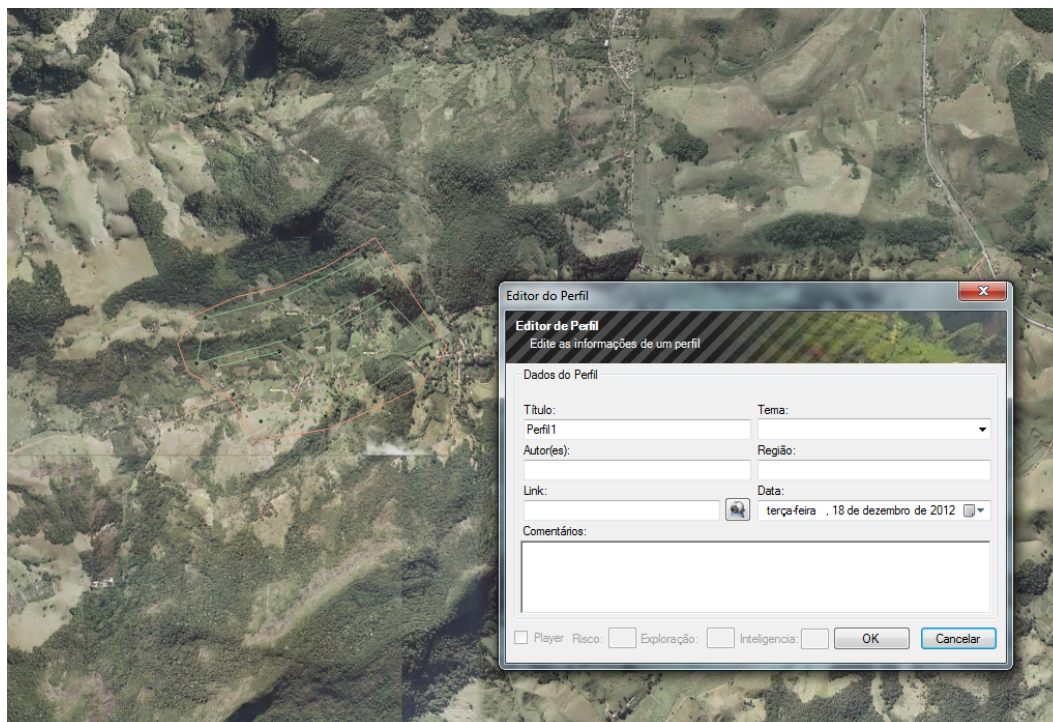 Editor do Perfil
Editor de Perfil
Edite as informações de um perfil
Dados do Perfil
Título:
Tema:
Perfil1
Autor(es):
Região:
Link:
Data:
terça-feira , 18 de dezembro de 2012
Comentários:
Player Risco: Exploração: Inteligencia: OK Cancelar